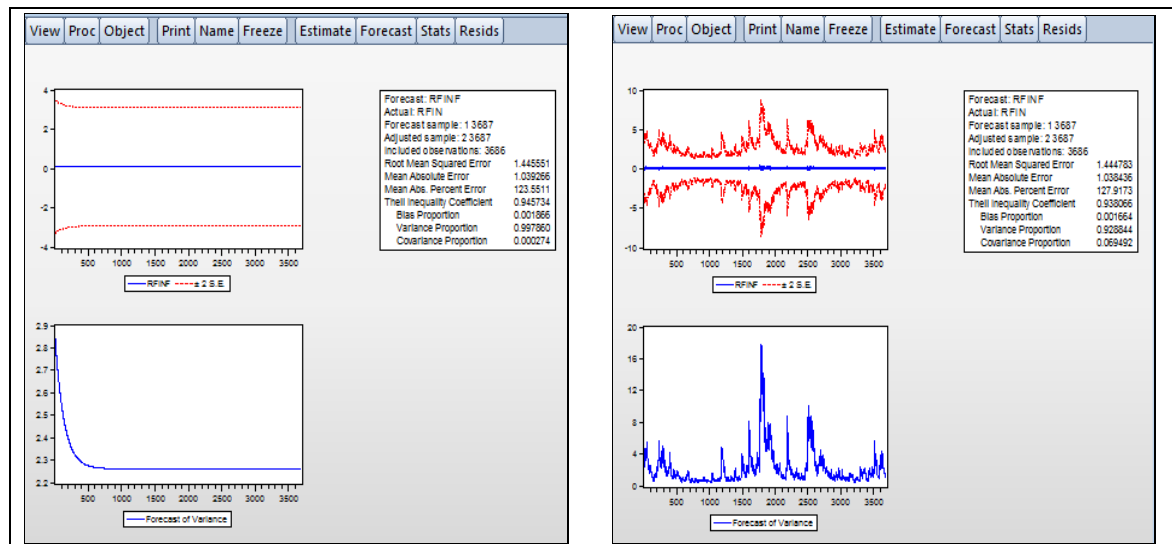 View Proc Object Print Name Freeze Estimate Forecast Stats Resids
4
2
0
-2
-4
500 1000 1500 2000 2500 3000 3500
RFINF ± 2 S.E.
Forecast: RFINF
Actual: RFIN
Forecast sample: 1 3687
Adjusted sample: 2 3687
Included observations: 3686
Root Mean Squared Error 1.445551
Mean Absolute Error 1.039266
Mean Abs. Percent Error 123.5511
Theil Inequality Coefficient 0.945734
Bias Proportion 0.001866
Variance Proportion 0.997860
Covariance Proportion 0.000274
2.9
2.8
2.7
2.6
2.5
2.4
2.3
2.2
500 1000 1500 2000 2500 3000 3500
Forecast of Variance
View Proc Object Print Name Freeze Estimate Forecast Stats Resids
10
5
0
-5
-10
500 1000 1500 2000 2500 3000 3500
RFINF ± 2 S.E.
Forecast: RFINF
Actual: RFIN
Forecast sample: 1 3687
Adjusted sample: 2 3687
Included observations: 3686
Root Mean Squared Error 1.444783
Mean Absolute Error 1.038436
Mean Abs. Percent Error 127.9173
Theil Inequality Coefficient 0.938066
Bias Proportion 0.001664
Variance Proportion 0.928844
Covariance Proportion 0.069492
20
16
12
8
4
0
500 1000 1500 2000 2500 3000 3500
Forecast of Variance